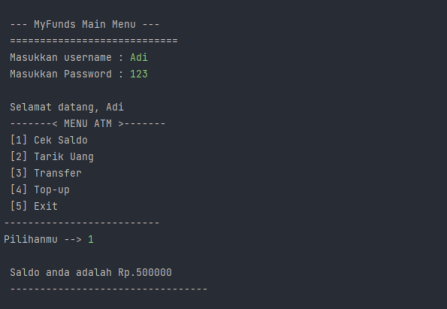 --- MyFunds Main Menu ---
============================
Masukkan username : Adi
Masukkan Password : 123
Selamat datang, Adi
-------< MENU ATM >-------
[1] Cek Saldo
[2] Tarik Uang
[3] Transfer
[4] Top-up
[5] Exit
--------------------------
Pilihanmu --> 1
Saldo anda adalah Rp.500000
---------------------------------